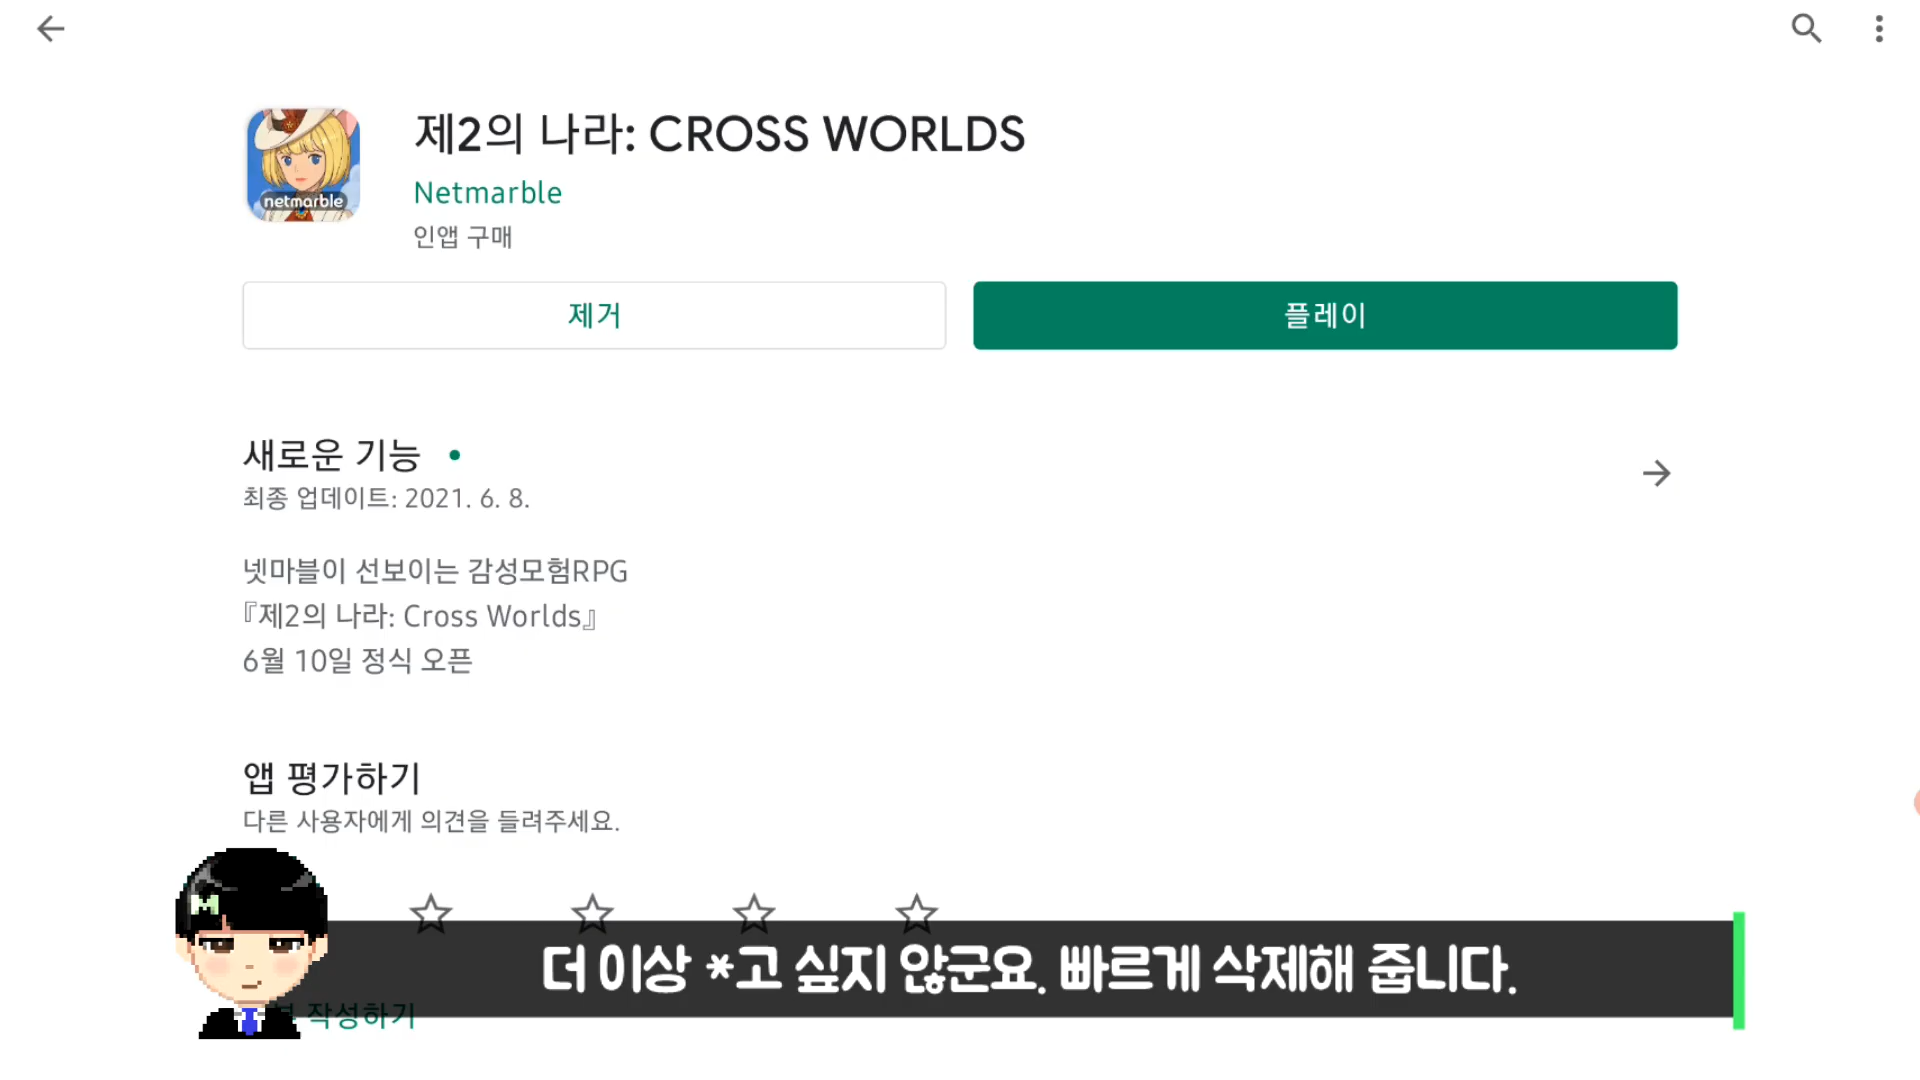 제2의 나라: CROSS WORLDS
netmarble
Netmarble
인앱 구매
제거
플레이
새로운 기능
최종 업데이트: 2021. 6. 8.
넷마블이 선보이는 감성모험RPG
『제2의 나라: Cross Worlds』
6월 10일 정식 오픈
앱 평가하기
다른 사용자에게 의견을 들려주세요.
더 이상 *고 싶지 않군요. 빠르게 삭제해 줍니다.
작성하기